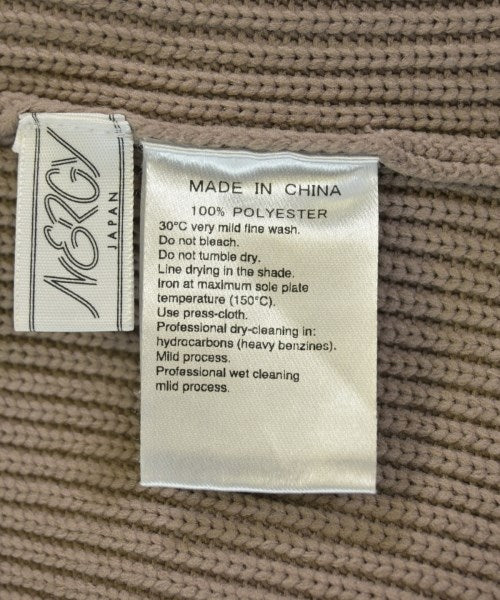 NERGY
JAPAN
MADE IN CHINA
100% POLYESTER
30°C very mild fine wash.
Do not bleach.
Do not tumble dry.
Line drying in the shade.
Iron at maximum sole plate
temperature (150°C).
Use press-cloth.
Professional dry-cleaning in:
hydrocarbons (heavy benzines).
Mild process.
Professional wet cleaning
mild process.